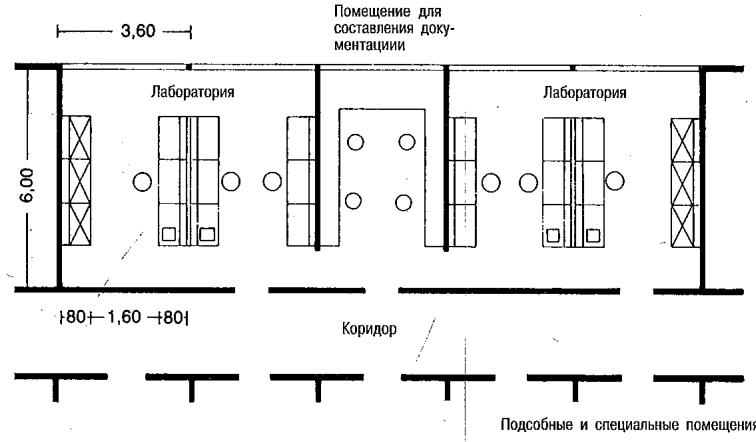 3,60
Помещение для
составления доку-
ментациии
Лаборатория
Лаборатория
6,00
80
1,60
80
Коридор
Подсобные и специальные помещения